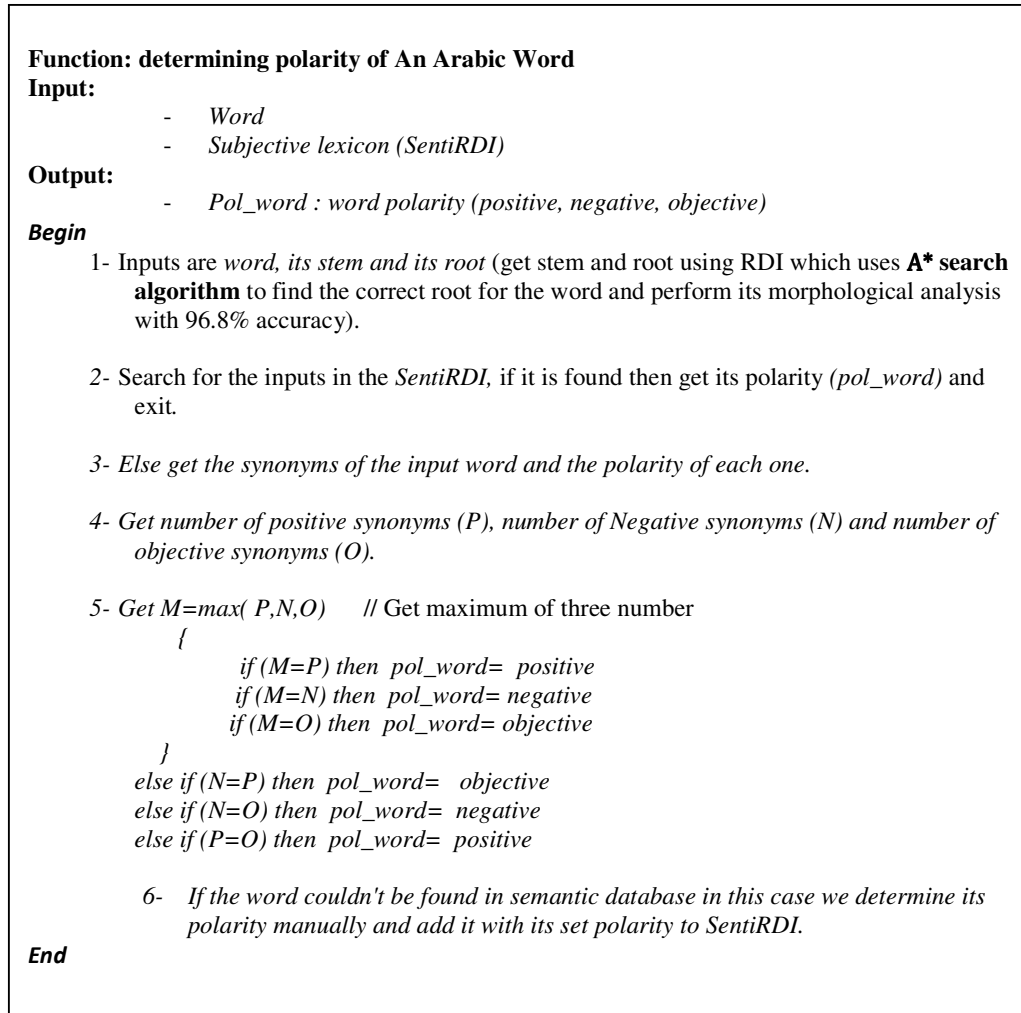 Function: determining polarity of An Arabic Word
Input:
- Word
- Subjective lexicon (SentiRDI)
Output:
- Pol_word : word polarity (positive, negative, objective)
Begin
1- Inputs are word, its stem and its root (get stem and root using RDI which uses A* search
algorithm to find the correct root for the word and perform its morphological analysis
with 96.8% accuracy).
2- Search for the inputs in the SentiRDI, if it is found then get its polarity (pol_word) and
exit.
3- Else get the synonyms of the input word and the polarity of each one.
4- Get number of positive synonyms (P), number of Negative synonyms (N) and number of
objective synonyms (O).
5- Get M=max( P,N,O) // Get maximum of three number
{
if (M=P) then pol_word= positive
if (M=N) then pol_word= negative
if (M=O) then pol_word= objective
}
else if (N=P) then pol_word= objective
else if (N=O) then pol_word= negative
else if (P=O) then pol_word= positive
6- If the word couldn't be found in semantic database in this case we determine its
polarity manually and add it with its set polarity to SentiRDI.
End